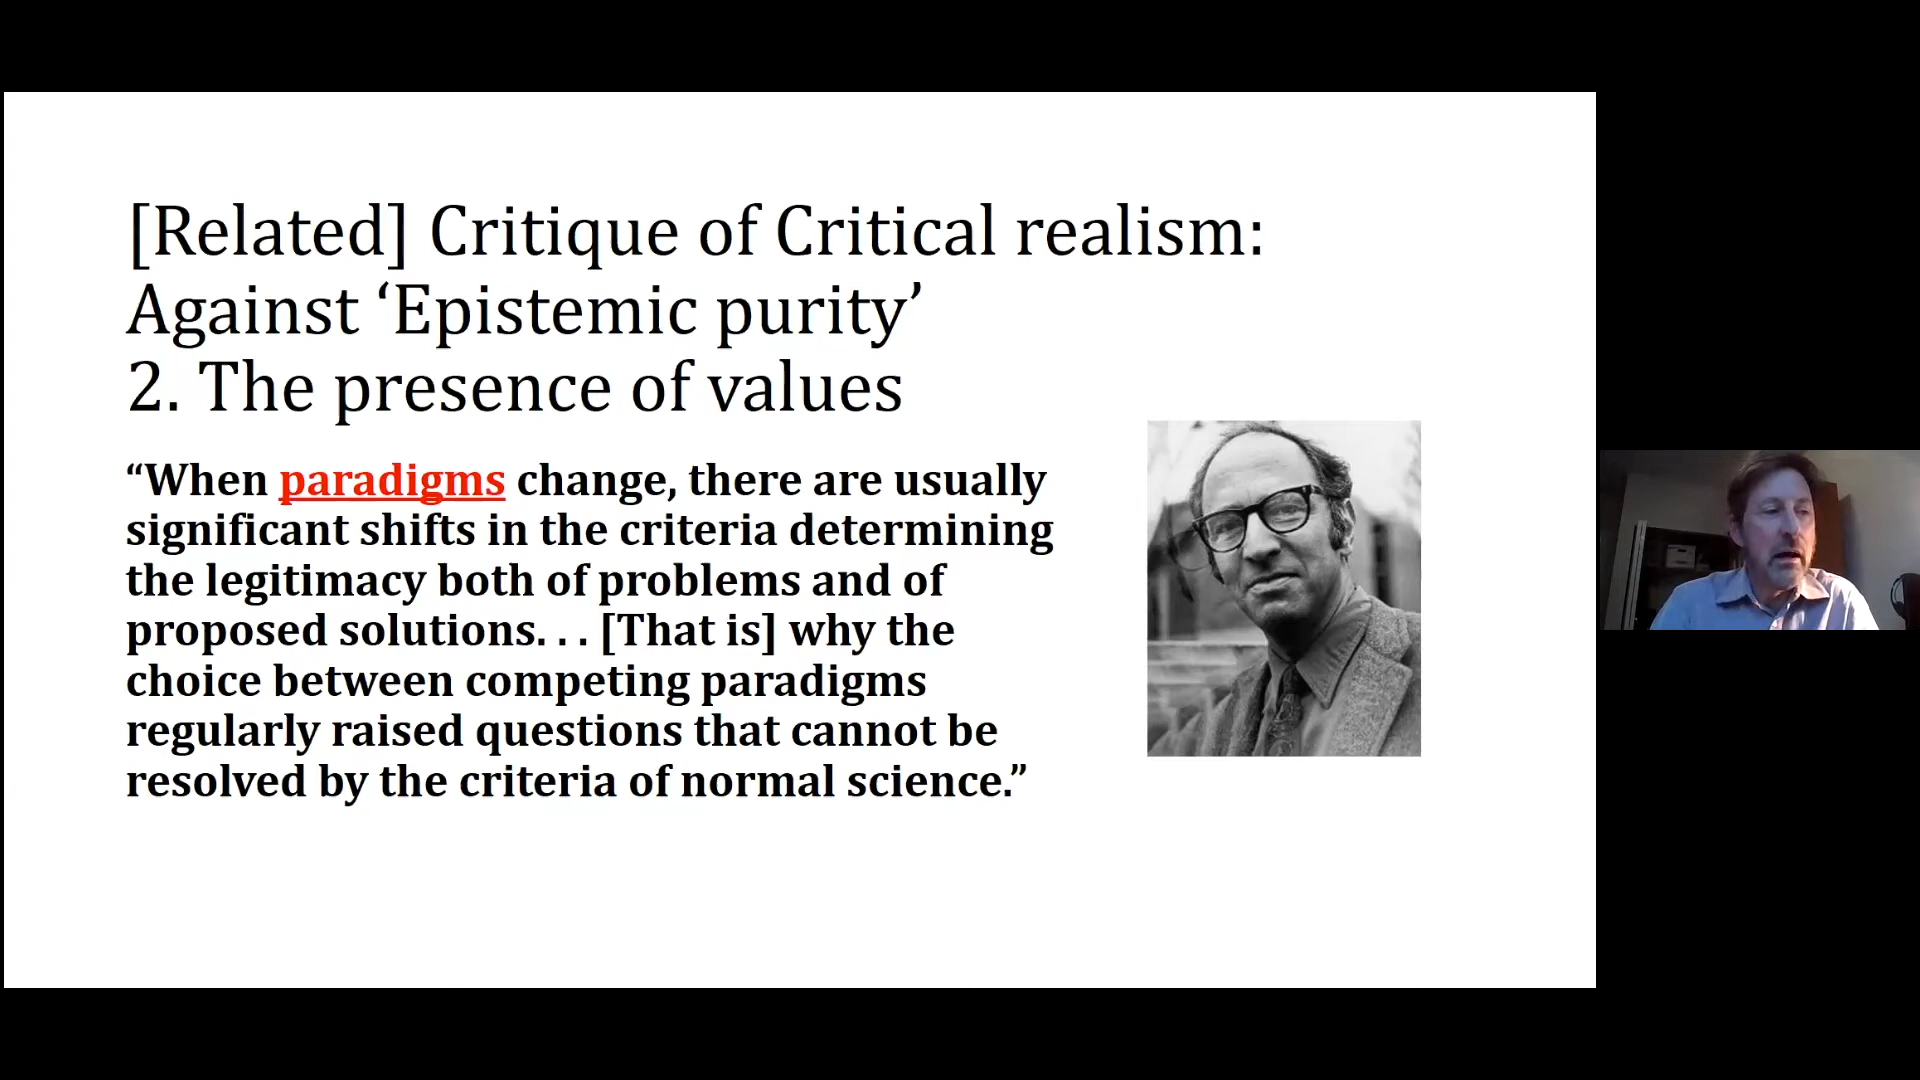 [Related] Critique of Critical realism:
Against ‘Epistemic purity’
2. The presence of values
“When paradigms change, there are usually
significant shifts in the criteria determining
the legitimacy both of problems and of
proposed solutions. . . [That is] why the
choice between competing paradigms
regularly raised questions that cannot be
resolved by the criteria of normal science.”